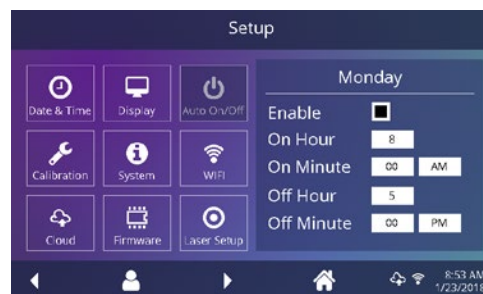 Setup
Date & Time
Display
Auto On/Off
Calibration
System
WIFI
Cloud
Firmware
Laser Setup
Monday
Enable
On Hour 8
On Minute 00 AM
Off Hour 5
Off Minute 00 PM
8:53 AM
1/23/2018